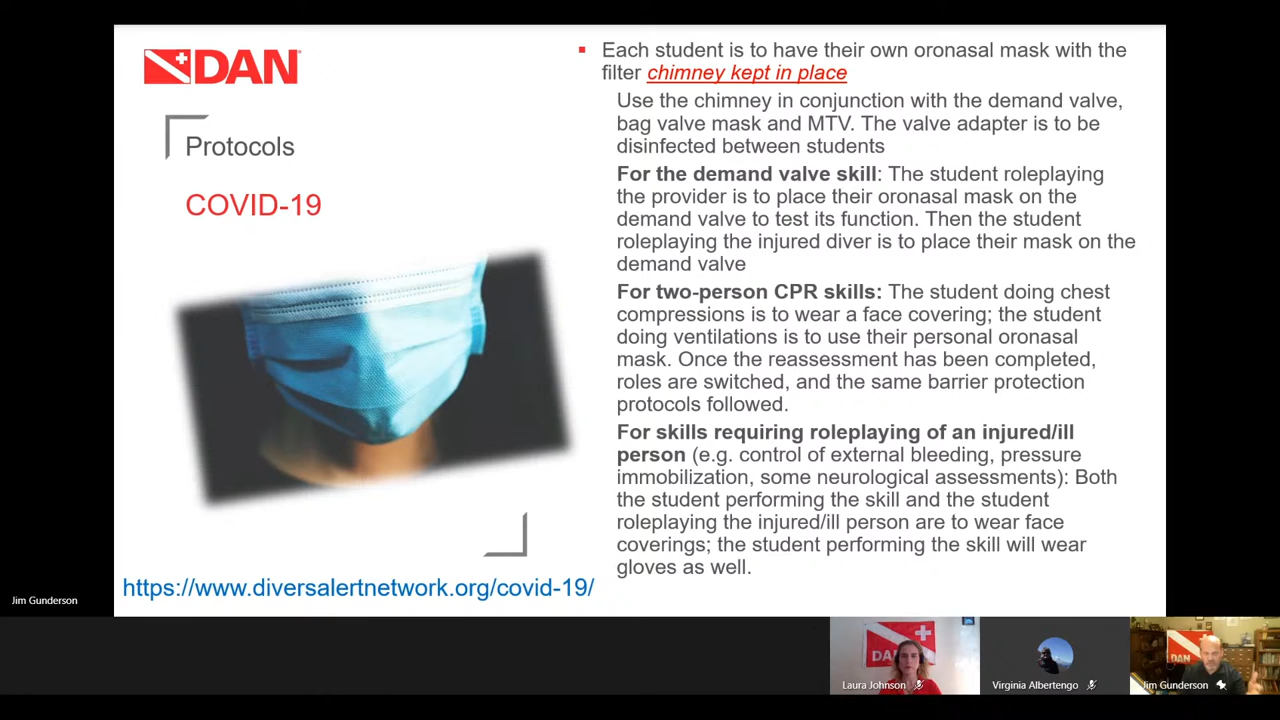 DAN
Protocols
COVID-19
https://www.diversalertnetwork.org/covid-19/
Each student is to have their own oronasal mask with the
filter chimney kept in place
Use the chimney in conjunction with the demand valve,
bag valve mask and MTV. The valve adapter is to be
disinfected between students
For the demand valve skill: The student roleplaying
the provider is to place their oronasal mask on the
demand valve to test its function. Then the student
roleplaying the injured diver is to place their mask on the
demand valve
For two-person CPR skills: The student doing chest
compressions is to wear a face covering; the student
doing ventilations is to use their personal oronasal
mask. Once the reassessment has been completed,
roles are switched, and the same barrier protection
protocols followed.
For skills requiring roleplaying of an injured/ill
person (e.g. control of external bleeding, pressure
immobilization, some neurological assessments): Both
the student performing the skill and the student
roleplaying the injured/ill person are to wear face
coverings; the student performing the skill will wear
gloves as well.
Jim Gunderson
DAN
Laura Johnson
Virginia Albertengo
DAN
Jim Gunderson